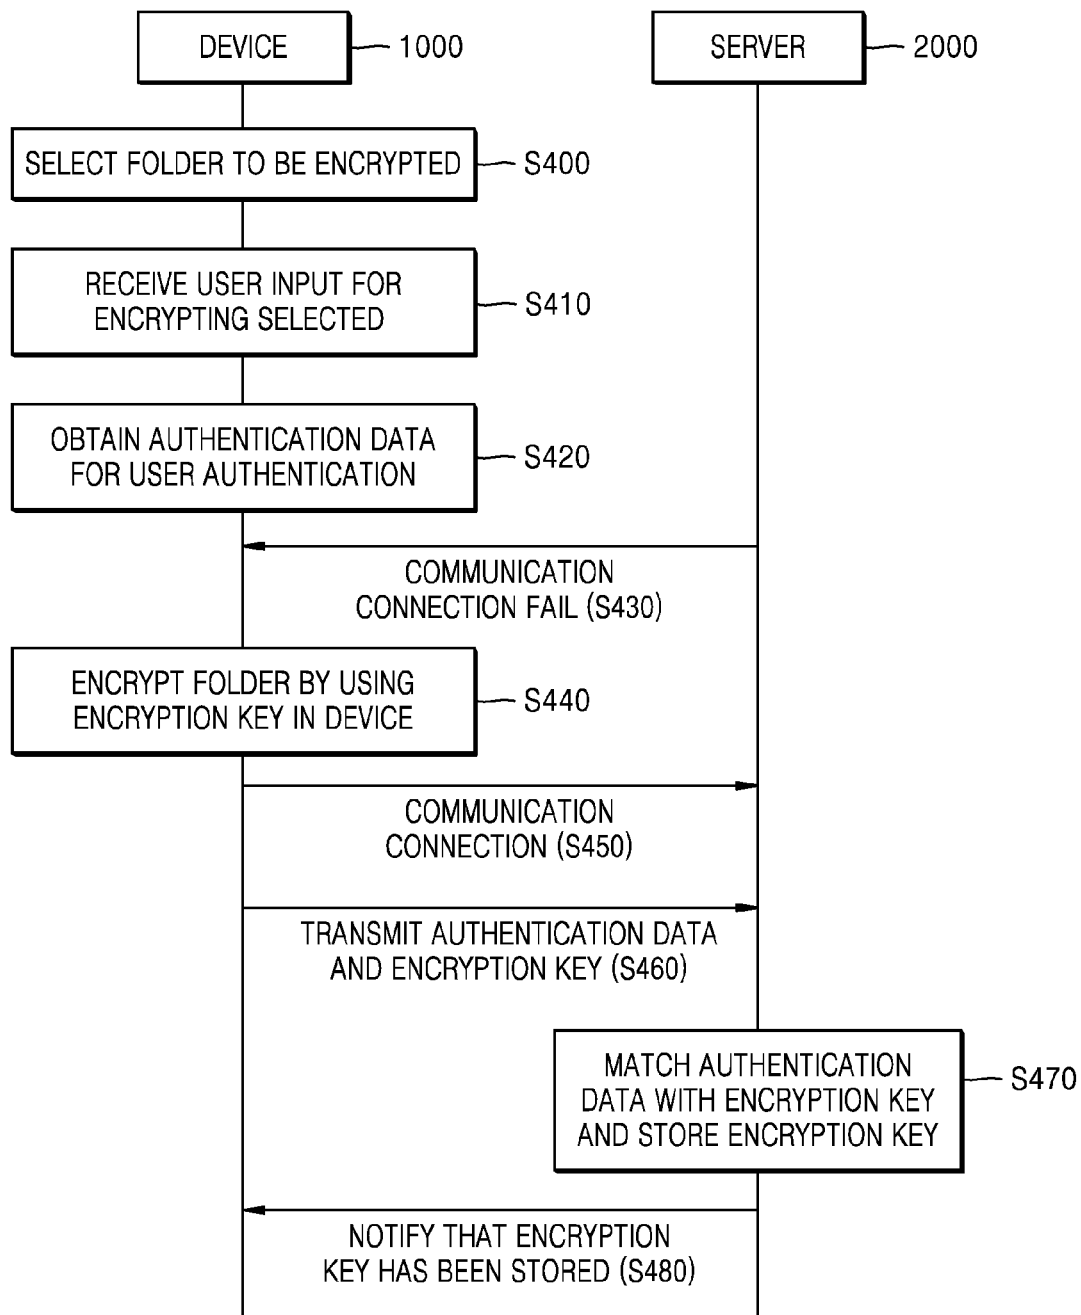 DEVICE
1000
SERVER
2000
SELECT FOLDER TO BE ENCRYPTED
S400
RECEIVE USER INPUT FOR
ENCRYPTING SELECTED
S410
OBTAIN AUTHENTICATION DATA
FOR USER AUTHENTICATION
S420
COMMUNICATION
CONNECTION FAIL (S430)
ENCRYPT FOLDER BY USING
ENCRYPTION KEY IN DEVICE
S440
COMMUNICATION
CONNECTION (S450)
TRANSMIT AUTHENTICATION DATA
AND ENCRYPTION KEY (S460)
MATCH AUTHENTICATION
DATA WITH ENCRYPTION KEY
AND STORE ENCRYPTION KEY
S470
NOTIFY THAT ENCRYPTION
KEY HAS BEEN STORED (S480)